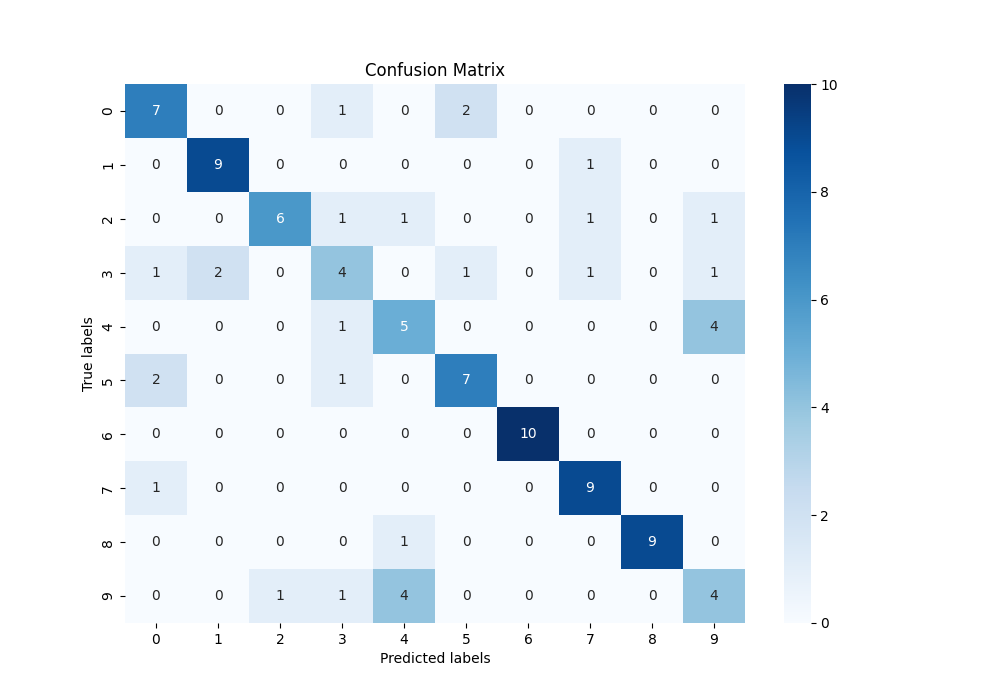 Confusion Matrix
0 7 0 0 1 0 2 0 0 0 0
1 0 9 0 0 0 0 0 1 0 0
2 0 0 6 1 1 0 0 1 0 1
3 1 2 0 4 0 1 0 1 0 1
4 0 0 0 1 5 0 0 0 0 4
5 2 0 0 1 0 7 0 0 0 0
6 0 0 0 0 0 0 10 0 0 0
7 1 0 0 0 0 0 0 9 0 0
8 0 0 0 0 1 0 0 0 9 0
9 0 0 1 1 4 0 0 0 0 4
0 1 2 3 4 5 6 7 8 9
Predicted labels
True labels
10
8
6
4
2
0